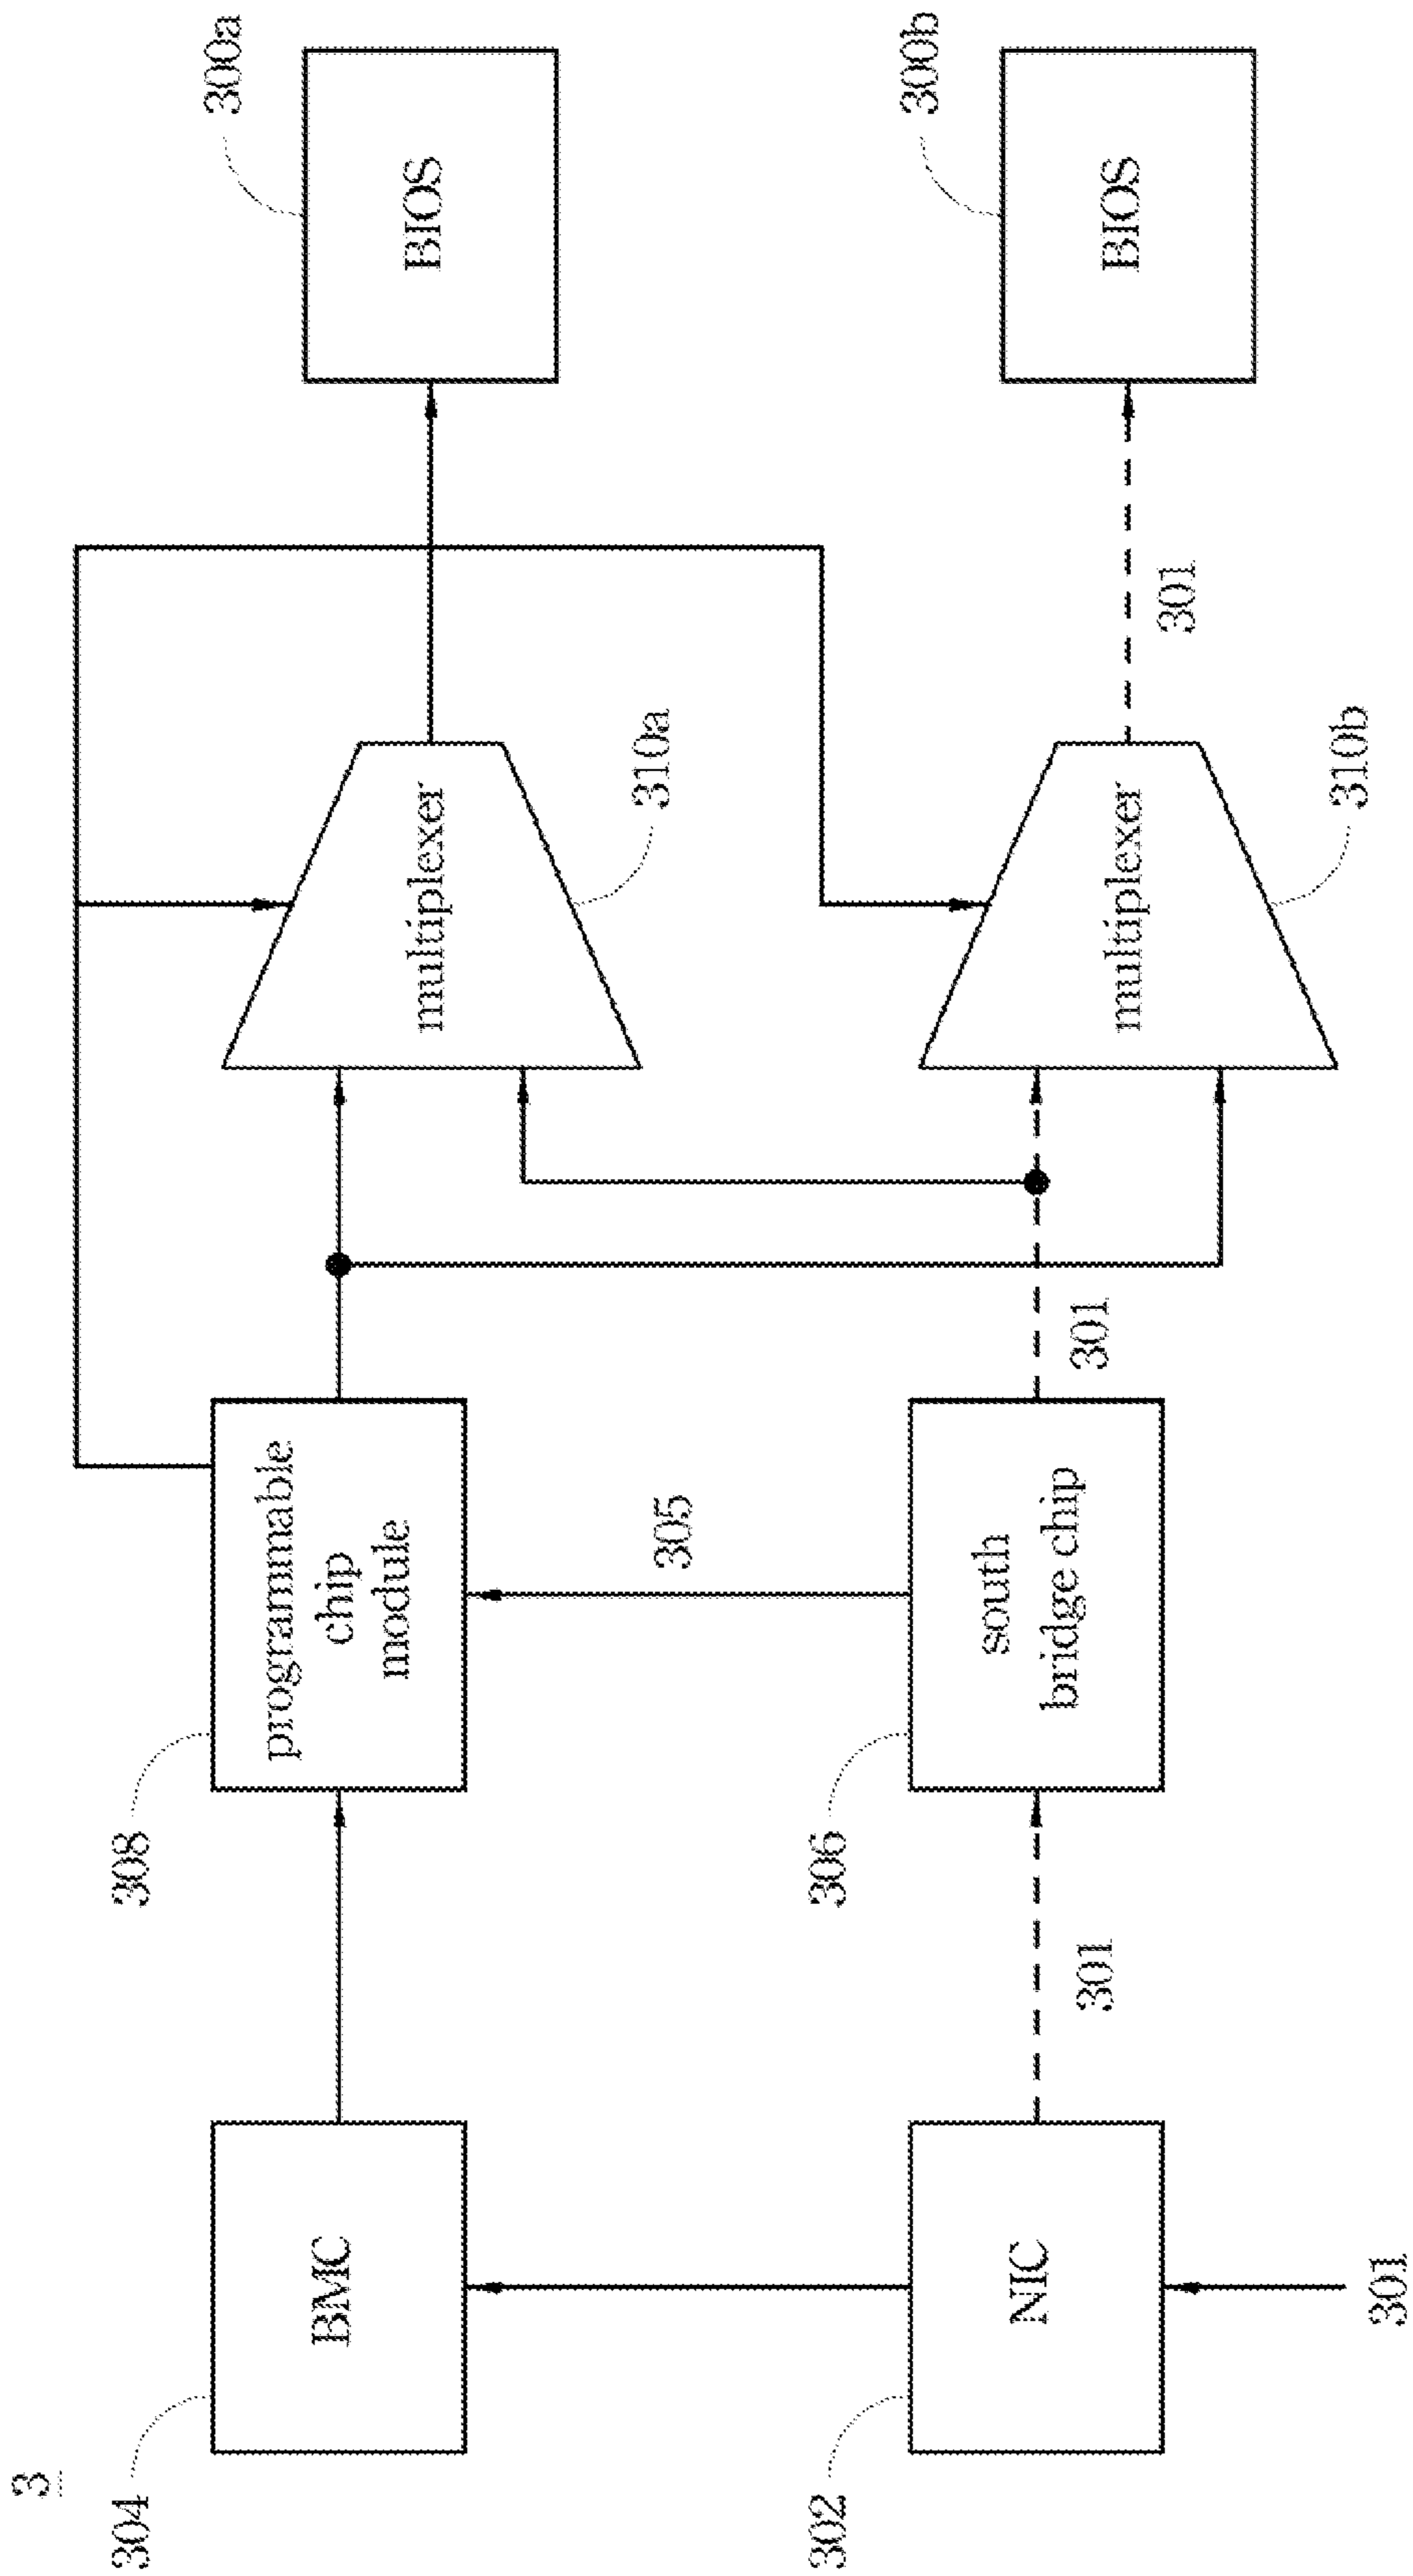 3
304
BMC
308
programmable
chip
module
multiplexer
310a
BIOS
300a
305
302
NIC
301
301
306
south
bridge chip
301
multiplexer
310b
301
BIOS
300b